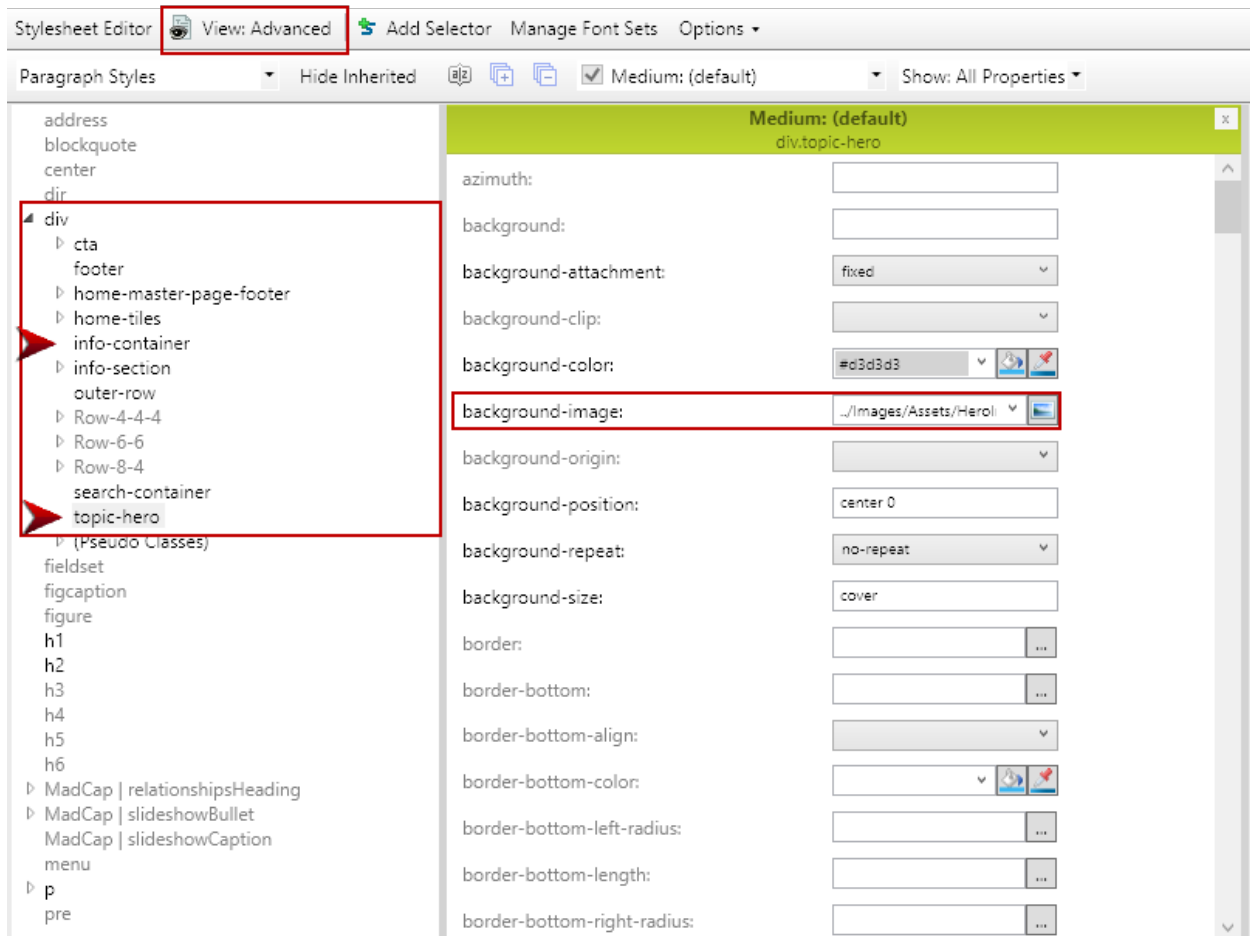 Stylesheet Editor View: Advanced Add Selector Manage Font Sets Options
Paragraph Styles Hide Inherited a|z Medium: (default) Show: All Properties
address
blockquote
center
dir
div
cta
footer
home-master-page-footer
home-tiles
info-container
info-section
outer-row
Row-4-4-4
Row-6-6
Row-8-4
search-container
topic-hero
(Pseudo Classes)
fieldset
figcaption
figure
h1
h2
h3
h4
h5
h6
MadCap | relationshipsHeading
MadCap | slideshowBullet
MadCap | slideshowCaption
menu
p
pre
Medium: (default)
x
div.topic-hero
azimuth:
background:
background-attachment: fixed
background-clip:
background-color: #d3d3d3
background-image: ../Images/Assets/HeroI
background-origin:
background-position: center 0
background-repeat: no-repeat
background-size: cover
border: ...
border-bottom: ...
border-bottom-align:
border-bottom-color:
border-bottom-left-radius: ...
border-bottom-length: ...
border-bottom-right-radius: ...